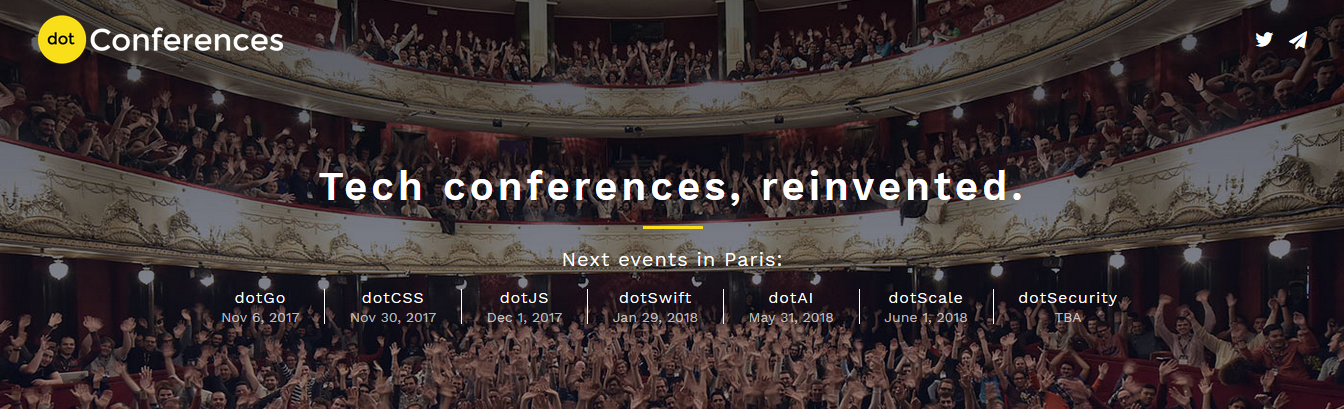 dot Conferences
Tech conferences, reinvented.
Next events in Paris:
dotGo dotCSS dotJS dotSwift dotAI dotScale dotSecurity
Nov 6, 2017 Nov 30, 2017 Dec 1, 2017 Jan 29, 2018 May 31, 2018 June 1, 2018 TBA